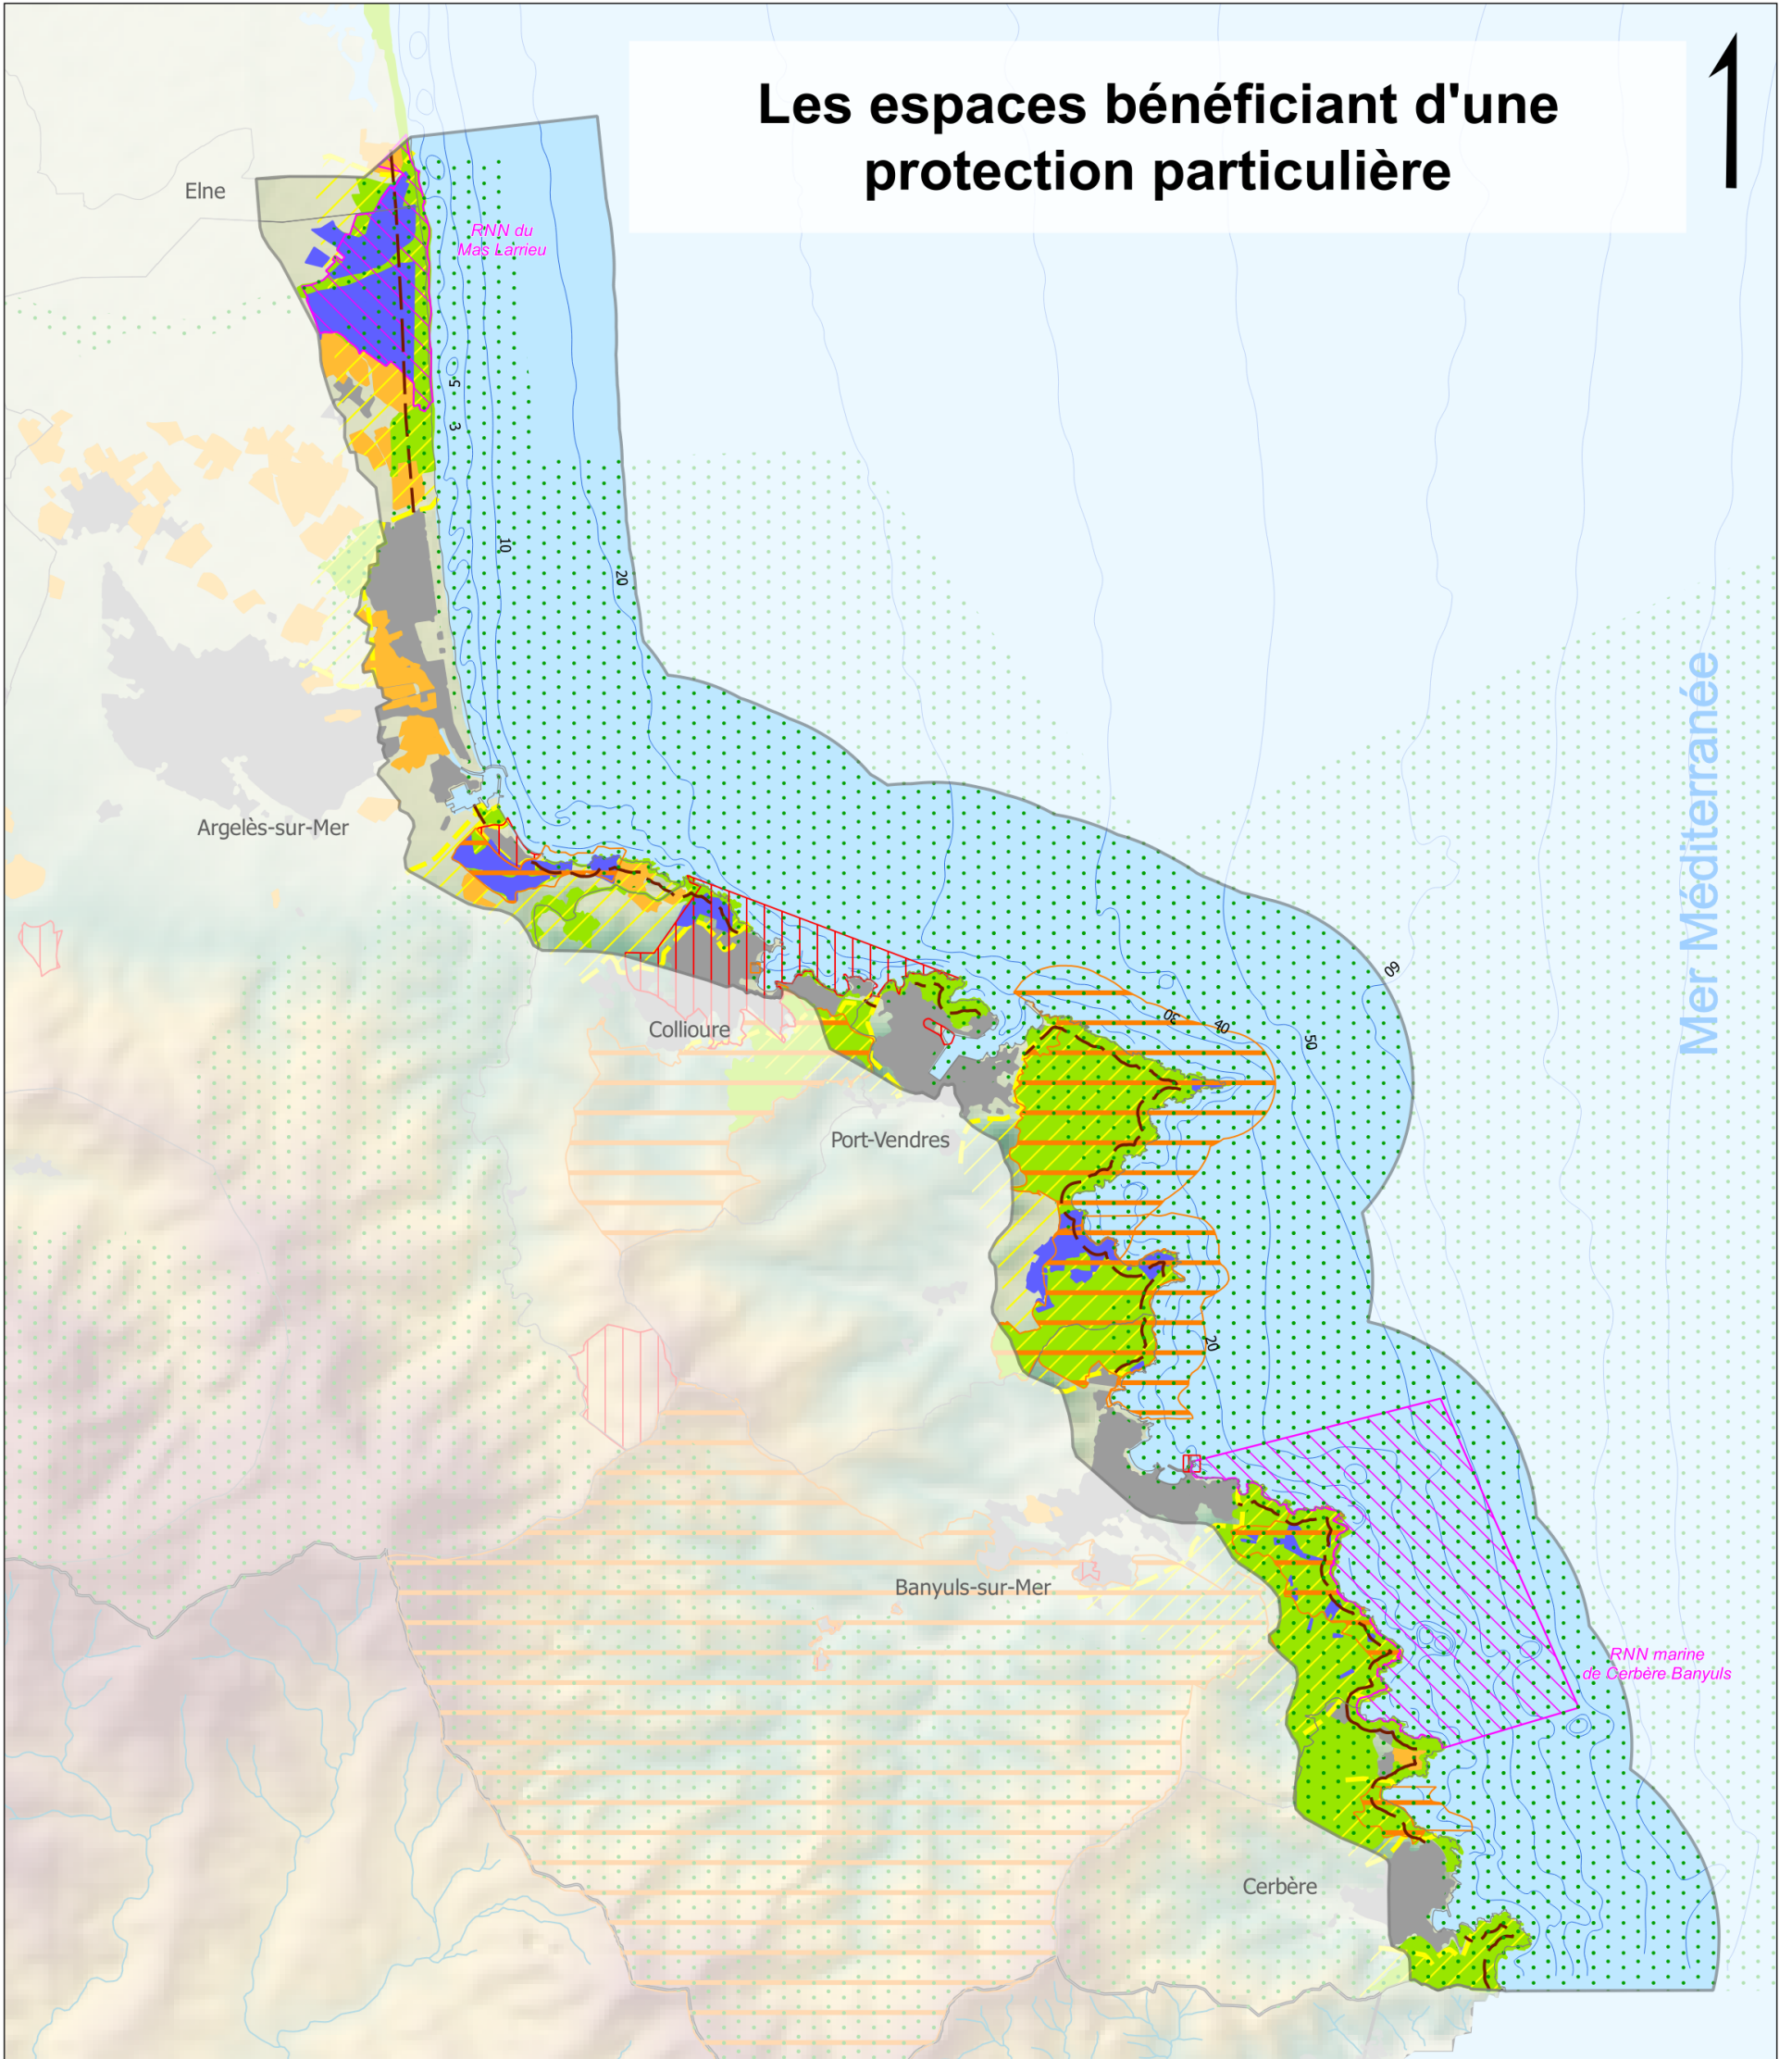 Les espaces bénéficiant d'une
protection particulière
Elne
RNN du
Mas Larrieu
5
3
10
20
Mer Méditerranée
Argelès-sur-Mer
60
Collioure
30
40
50
Port-Vendres
20
Banyuls-sur-Mer
RNN marine
de Cerbère Banyuls
Cerbère